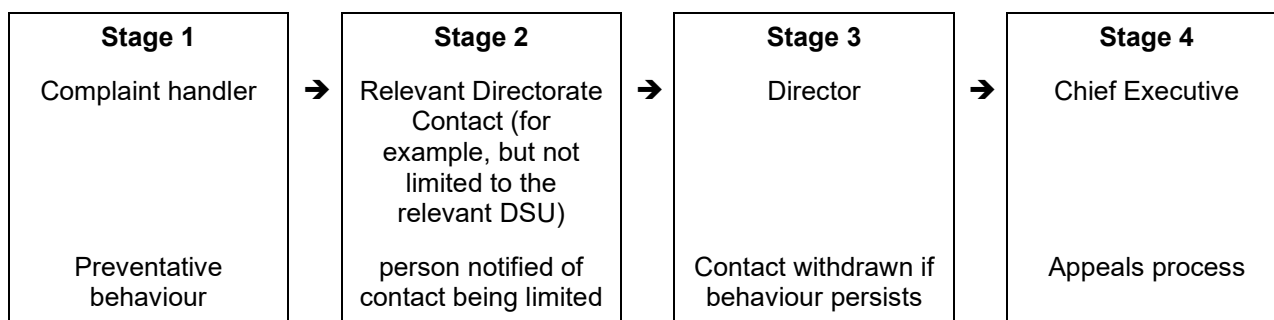 Stage 1
Complaint handler
Preventative
behaviour
➔
Stage 2
Relevant Directorate
Contact (for
example, but not
limited to the
relevant DSU)
person notified of
contact being limited
➔
Stage 3
Director
Contact withdrawn if
behaviour persists
➔
Stage 4
Chief Executive
Appeals process